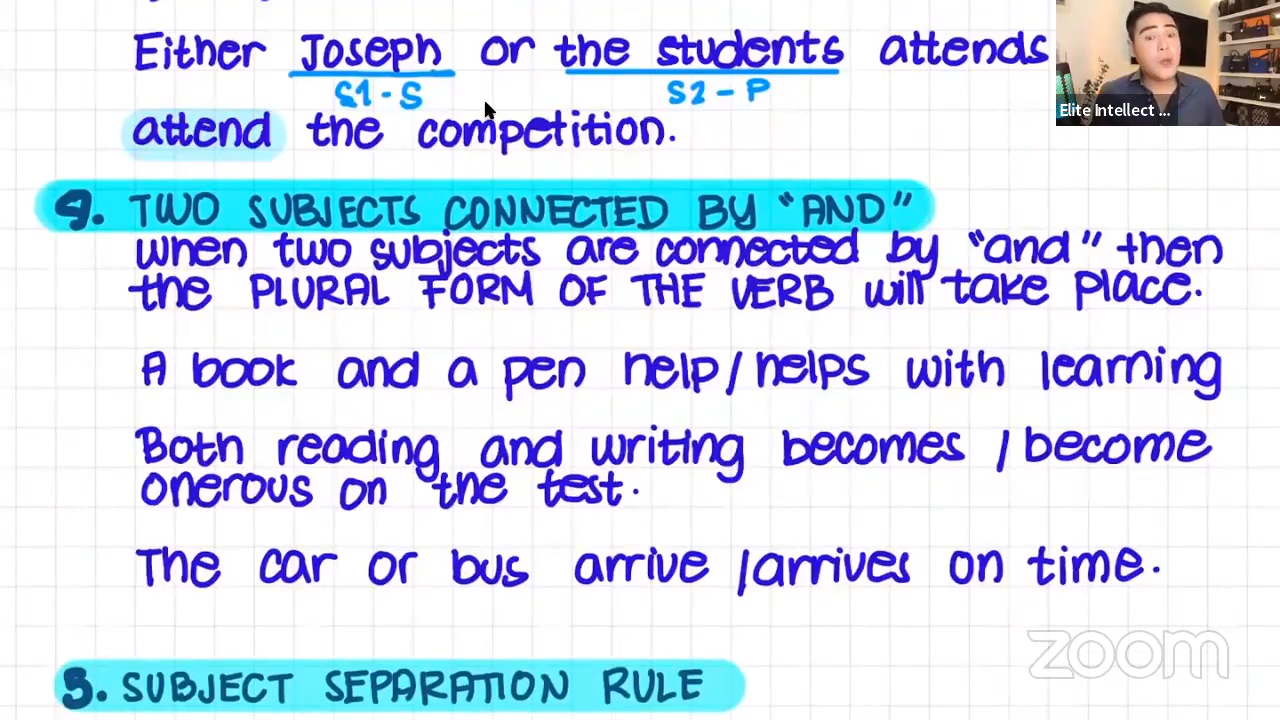 Either Joseph or the students attends
S1 - S S2 - P
attend the competition.
4. TWO SUBJECTS CONNECTED BY "AND"
when two subjects are connected by "and" then
the PLURAL FORM OF THE VERB will take place.
A book and a pen help/helps with learning
Both reading and writing becomes / become
onerous on the test.
The car or bus arrive /arrives on time.
5. SUBJECT SEPARATION RULE
Elite Intellect ...
zoom